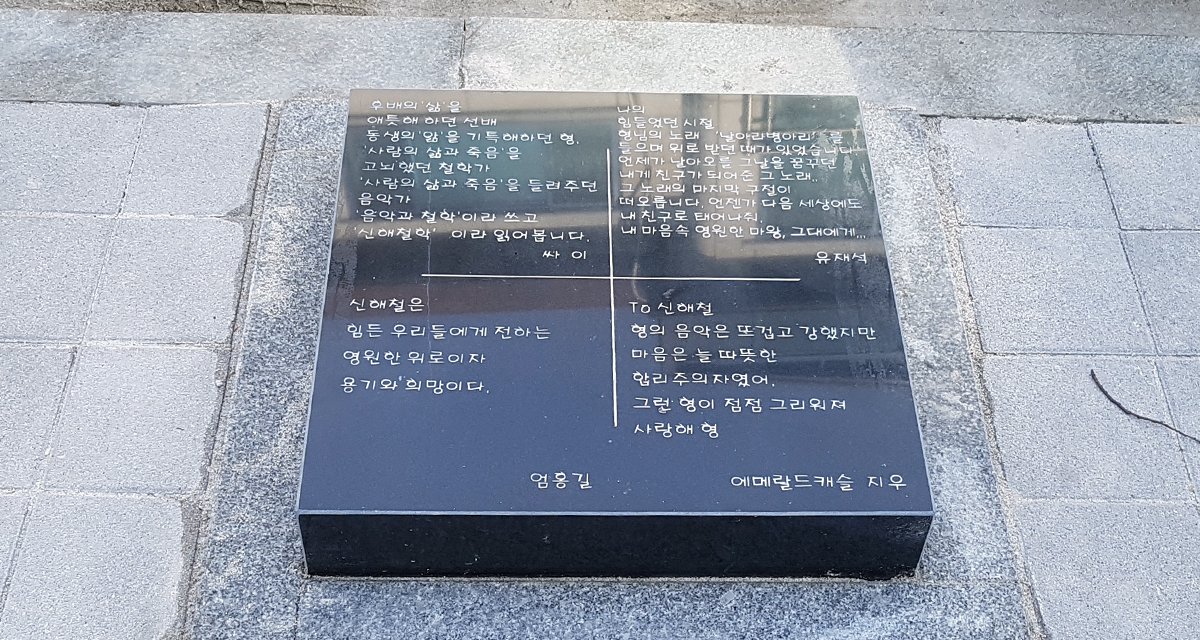 후배의 '삶'을
애틋해 하던 선배
동생의 '앎'을 기특해하던 형,
'사람의 삶과 죽음'을
고뇌했던 철학가
'사람의 삶과 죽음'을 들려주던
음악가
'음악과 철학'이라 쓰고
'신해철학' 이라 읽어봅니다.
싸 이
나의
힘들었던 시절
형님의 노래 '날아라병아리' 를
들으며 위로 받던 때가 있었습니다.
언젠가 날아오를 그날을 꿈꾸던
내게 친구가 되어준 그 노래..
그 노래의 마지막 구절이
떠오릅니다. 언젠가 다음 세상에도
내 친구로 태어나줘,
내 마음속 영원한 마왕, 그대에게...
유재석
신해철은
힘든 우리들에게 전하는
영원한 위로이자
용기와 희망이다.
엄홍길
To 신해철
형의 음악은 뜨겁고 강했지만
마음은 늘 따뜻한
합리주의자였어.
그런 형이 점점 그리워져
사랑해 형
에메랄드캐슬 지우